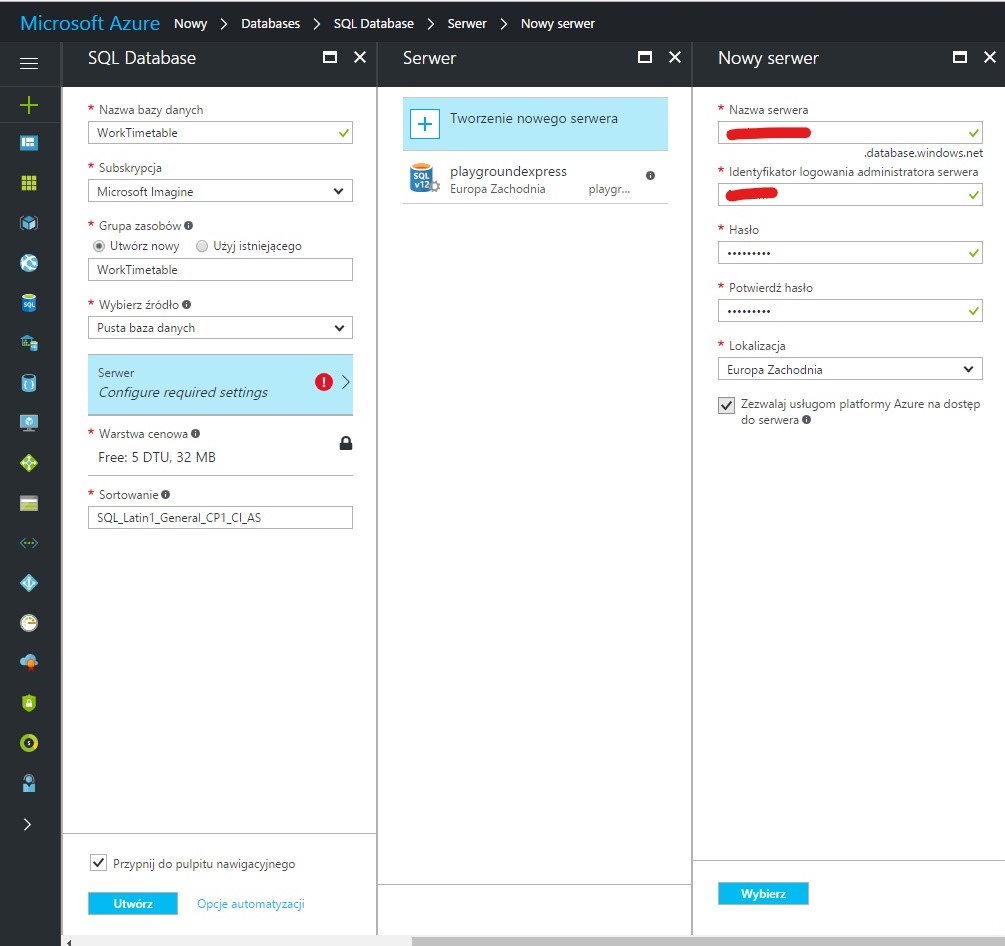 Microsoft Azure Nowy > Databases > SQL Database > Serwer > Nowy serwer
SQL Database
* Nazwa bazy danych
WorkTimetable
* Subskrypcja
Microsoft Imagine
* Grupa zasobów
Utwórz nowy Użyj istniejącego
WorkTimetable
* Wybierz źródło
Pusta baza danych
Serwer
Configure required settings
* Warstwa cenowa
Free: 5 DTU, 32 MB
* Sortowanie
SQL_Latin1_General_CP1_CI_AS
Przypnij do pulpitu nawigacyjnego
Utwórz Opcje automatyzacji
Serwer
Tworzenie nowego serwera
SQL
v12
playgroundexpress
Europa Zachodnia playgr...
Nowy serwer
* Nazwa serwera
.database.windows.net
* Identyfikator logowania administratora serwera
* Hasło
•••••••••
* Potwierdź hasło
•••••••••
* Lokalizacja
Europa Zachodnia
Zezwalaj usługom platformy Azure na dostęp
do serwera
Wybierz